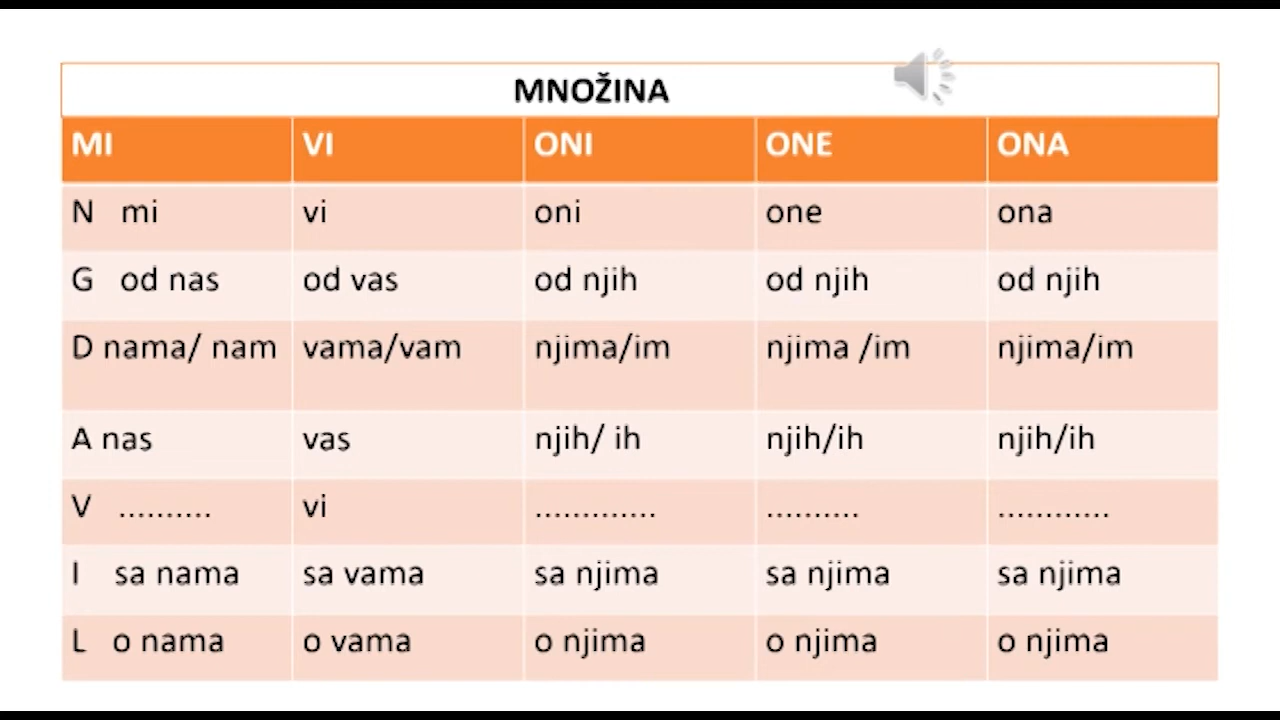 MNOŽINA
MI VI ONI ONE ONA
N mi vi oni one ona
G od nas od vas od njih od njih od njih
D nama/ nam vama/vam njima/im njima /im njima/im
A nas vas njih/ ih njih/ih njih/ih
V .......... vi ............. .......... ............
I sa nama sa vama sa njima sa njima sa njima
L o nama o vama o njima o njima o njima